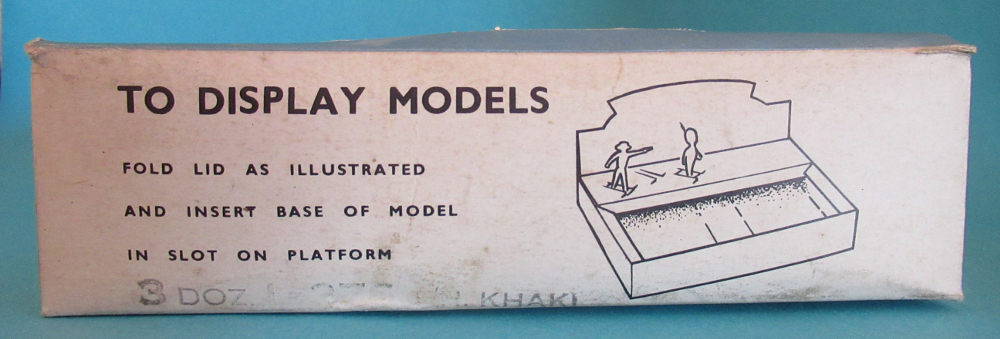 TO DISPLAY MODELS
FOLD LID AS ILLUSTRATED
AND INSERT BASE OF MODEL
IN SLOT ON PLATFORM
3 DOZ KHAKI